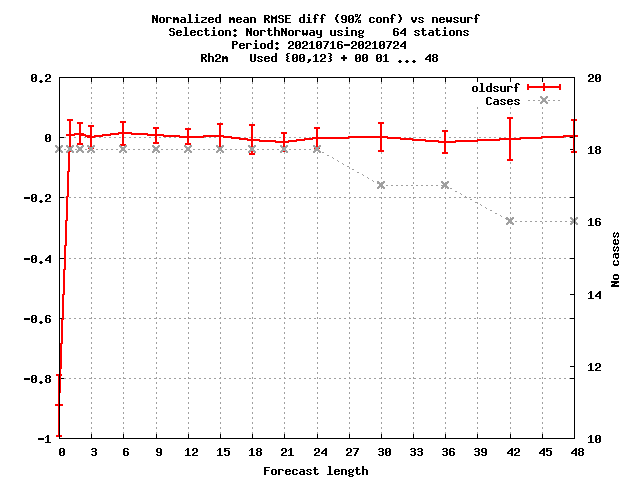 Normalized mean RMSE diff (90% conf) vs newsurf
Selection: NorthNorway using    64 stations
Period: 20210716-20210724
Rh2m   Used {00,12} + 00 01 ... 48
oldsurf
Cases
0.2
0
-0.2
-0.4
-0.6
-0.8
-1
20
18
16
14
12
10
No cases
0 3 6 9 12 15 18 21 24 27 30 33 36 39 42 45 48
Forecast length